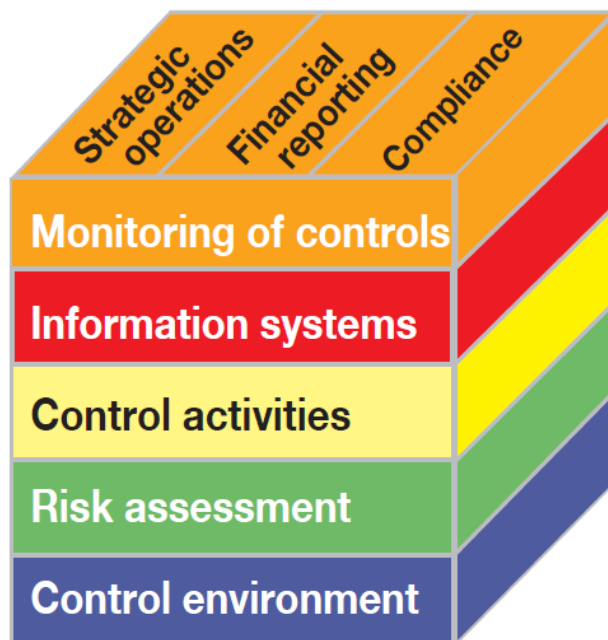 Strategic
operations
Financial
reporting
Compliance
Monitoring of controls
Information systems
Control activities
Risk assessment
Control environment